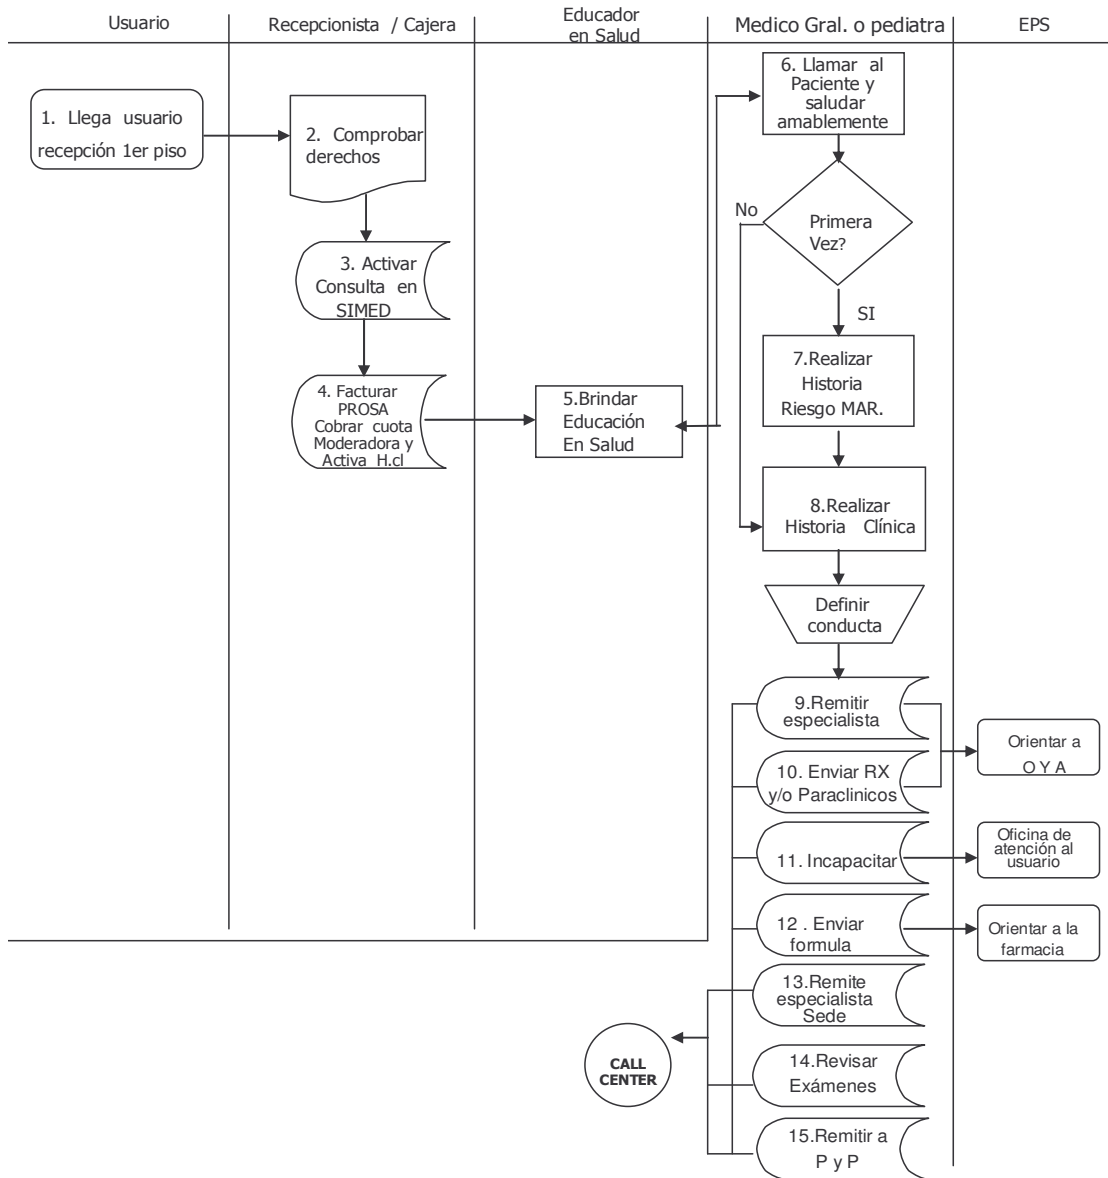 Usuario
Recepcionista / Cajera
Educador
en Salud
Medico Gral. o pediatra
EPS
1. Llega usuario
recepción 1er piso
2. Comprobar
derechos
3. Activar
Consulta en
SIMED
4. Facturar
PROSA
Cobrar cuota
Moderadora y
Activa H.cl
5.Brindar
Educación
En Salud
6. Llamar al
Paciente y
saludar
amablemente
Primera
Vez?
No
SI
7.Realizar
Historia
Riesgo MAR.
8.Realizar
Historia Clínica
Definir
conducta
9.Remitir
especialista
10. Enviar RX
y/o Paraclinicos
Orientar a
O Y A
11. Incapacitar
Oficina de
atención al
usuario
12 . Enviar
formula
Orientar a la
farmacia
13.Remite
especialista
Sede
14.Revisar
Exámenes
15.Remitir a
P y P
CALL
CENTER